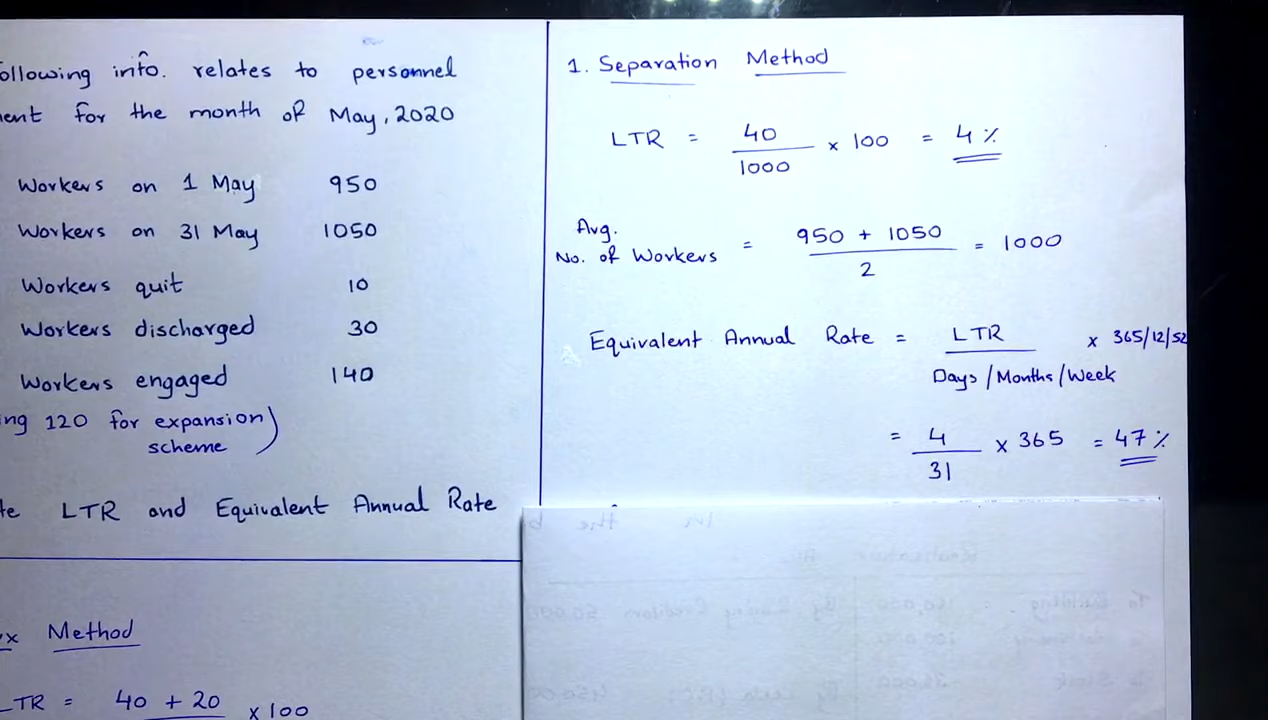 ollowing info. relates to personnel
ent for the month of May, 2020
Workers on 1 May 950
Workers on 31 May 1050
Workers quit 10
Workers discharged 30
Workers engaged 140
ng 120 for expansion
scheme)
te LTR and Equivalent Annual Rate
x Method
LTR = 40 + 20 x 100
1. Separation Method
LTR = 40 / 1000 x 100 = 4 %
Avg.
No. of Workers = 950 + 1050 / 2 = 1000
Equivalent Annual Rate = LTR / Days/Months/Week x 365/12/52
= 4 / 31 x 365 = 47 %